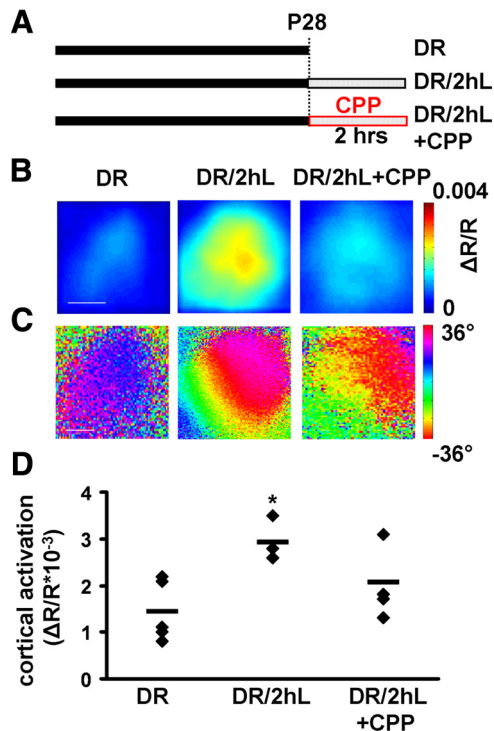 A
P28
DR
DR/2hL
CPP
2 hrs
DR/2hL
+CPP
B
DR
DR/2hL
DR/2hL+CPP
0.004
ΔR/R
0
C
36°
-36°
D
cortical activation
(ΔR/R*10-3)
4
3
2
1
0
*
DR
DR/2hL
DR/2hL
+CPP